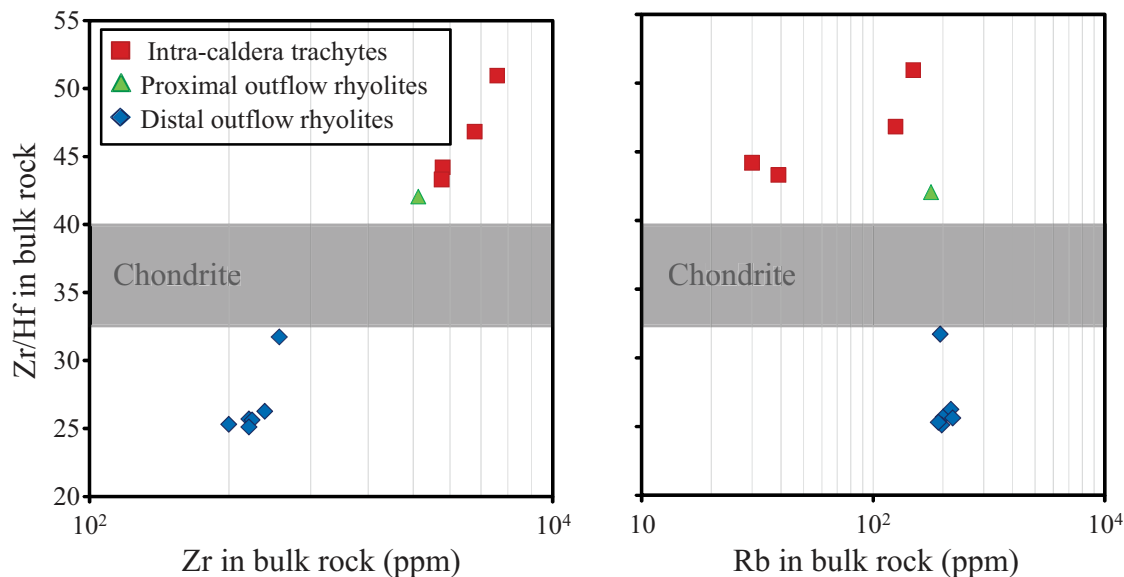 55
50
45
40
35
30
25
20
Zr/Hf in bulk rock
Intra-caldera trachytes
Proximal outflow rhyolites
Distal outflow rhyolites
Chondrite
10²
10⁴
Zr in bulk rock (ppm)
Chondrite
10
10²
10⁴
Rb in bulk rock (ppm)